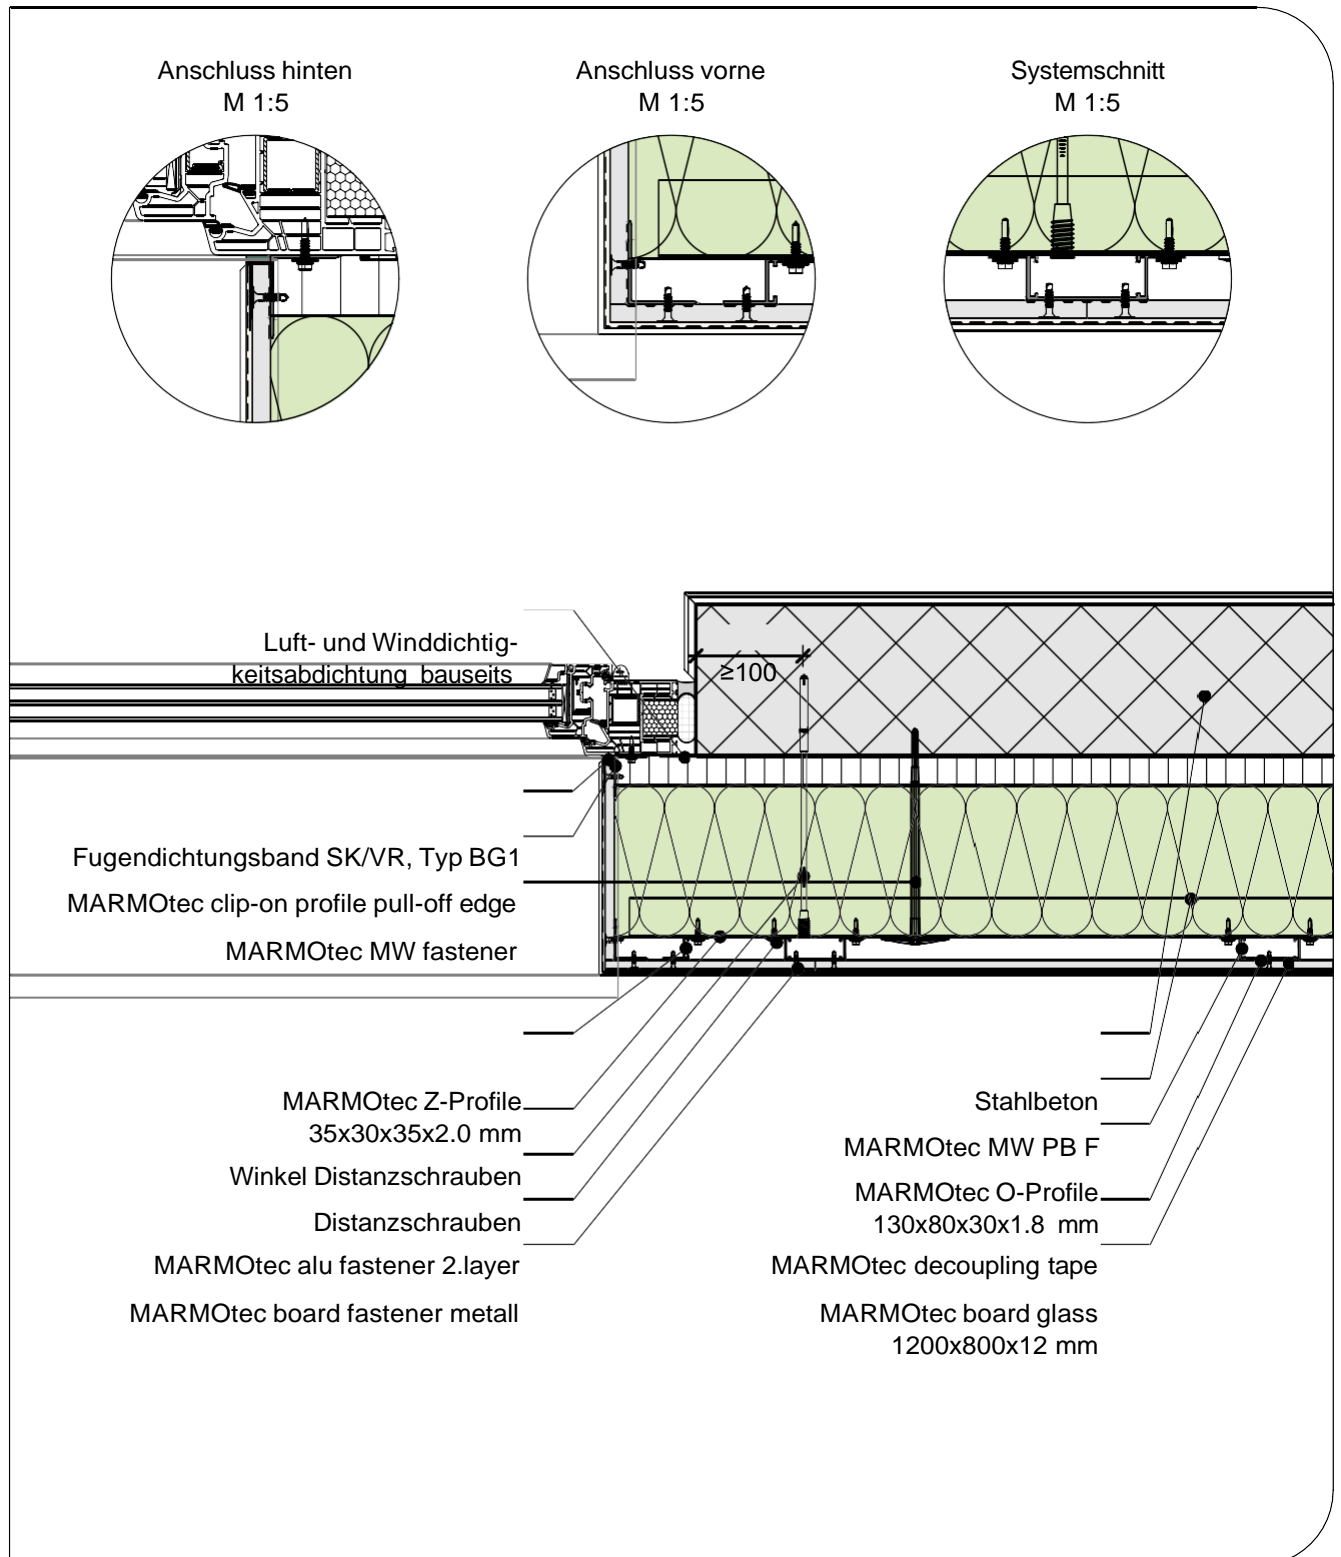 Anschluss hinten
M 1:5
Anschluss vorne
M 1:5
Systemschnitt
M 1:5
Luft- und Winddichtig-
keitsabdichtung bauseits
≥100
Fugendichtungsband SK/VR, Typ BG1
MARMOtec clip-on profile pull-off edge
MARMOtec MW fastener
MARMOtec Z-Profile
35x30x35x2.0 mm
Winkel Distanzschrauben
Distanzschrauben
MARMOtec alu fastener 2.layer
MARMOtec board fastener metall
Stahlbeton
MARMOtec MW PB F
MARMOtec O-Profile
130x80x30x1.8 mm
MARMOtec decoupling tape
MARMOtec board glass
1200x800x12 mm